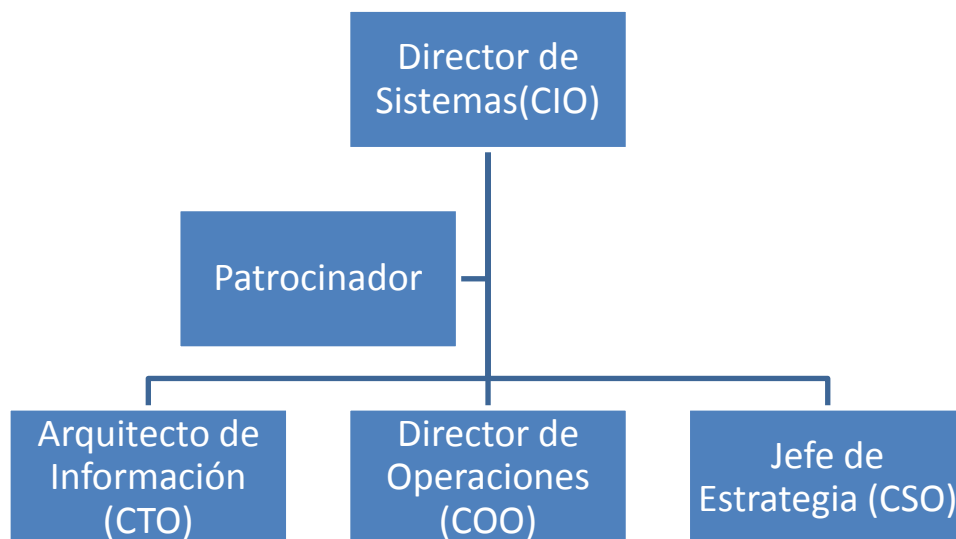 Director de
Sistemas(CIO)
Patrocinador
Arquitecto de
Información
(CTO)
Director de
Operaciones
(COO)
Jefe de
Estrategia (CSO)